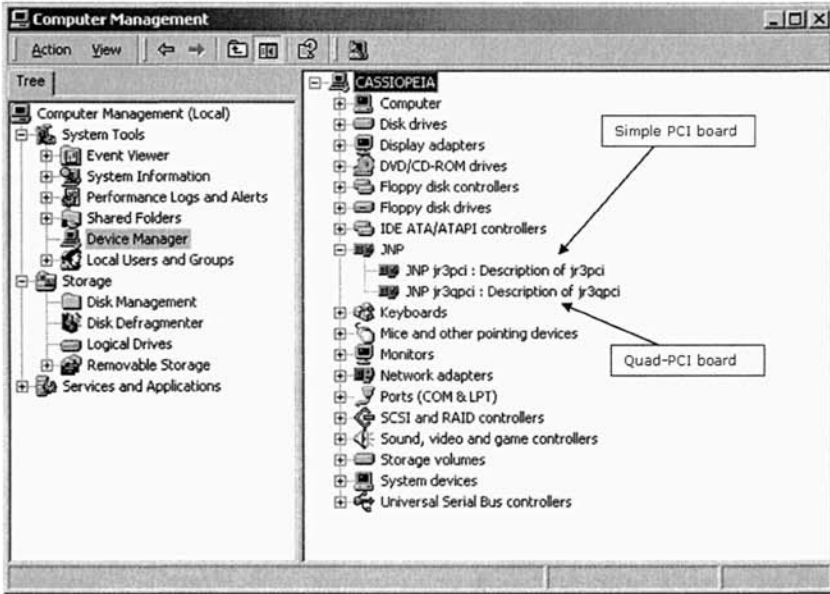 Computer Management
Action View
Tree
Computer Management (Local)
System Tools
Event Viewer
System Information
Performance Logs and Alerts
Shared Folders
Device Manager
Local Users and Groups
Storage
Disk Management
Disk Defragmenter
Logical Drives
Removable Storage
Services and Applications
CASSIOPEIA
Computer
Disk drives
Display adapters
DVD/CD-ROM drives
Floppy disk controllers
Floppy disk drives
IDE ATA/ATAPI controllers
JNP
JNP jr3pci : Description of jr3pci
JNP jr3qpci : Description of jr3qpci
Keyboards
Mice and other pointing devices
Monitors
Network adapters
Ports (COM & LPT)
SCSI and RAID controllers
Sound, video and game controllers
Storage volumes
System devices
Universal Serial Bus controllers
Simple PCI board
Quad-PCI board